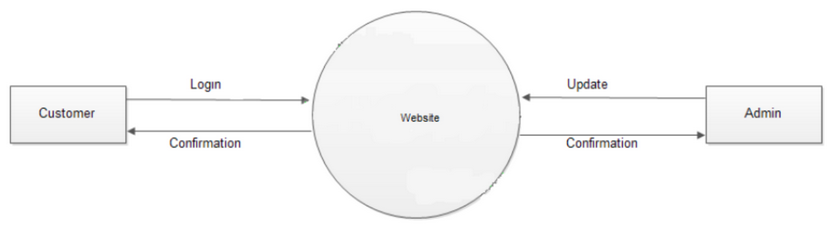 Login
Update
Customer
Website
Admin
Confirmation
Confirmation